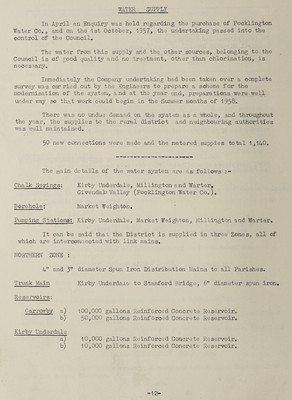 WATER SUPPLY
In April an Enquiry was held regarding the purchase of Pocklington
Water Co., and on the 1st October, 1957, the undertaking passed into the
control of the Council.
The water from this supply and the other sources, belonging to the
Council is of good quality and no treatment, other than chlorination, is
necessary.
Immediately the Company undertaking had been taken over a complete
survey was carried out by the Engineers to prepare a scheme for the
modernisation of the system, and at the year end, preparations were well
under way so that work could begin in the Summer months of 1958.
There was no undue demand on the system as a whole, and throughout
the year, the supplies to the rural district and neighbouring authorities
was well maintained.
50 new connections were made and the metered supplies total 1,140.
--------------------
The main details of the water system are as follows :-
Chalk Springs: Kirby Underdale, Millington and Warter,
Givendale Valley (Pocklington Water Co.).
Borehole: Market Weighton.
Pumping Stations: Kirby Underdale, Market Weighton, Millington and Warter.
It can be said that the District is supplied in three Zones, all of
which are interconnected with link mains.
NORTHERN ZONE :
4" and 3" diameter Spun Iron Distribution Mains to all Parishes.
Trunk Main Kirby Underdale to Stamford Bridge, 6" diameter spun iron.
Reservoirs:
Garrowby a) 100,000 gallons Reinforced Concrete Reservoir.
b) 50,000 gallons Reinforced Concrete Reservoir.
Kirby Underdale
a) 10,000 gallons Reinforced Concrete Reservoir.
b) 10,000 gallons Reinforced Concrete Reservoir.
-12-